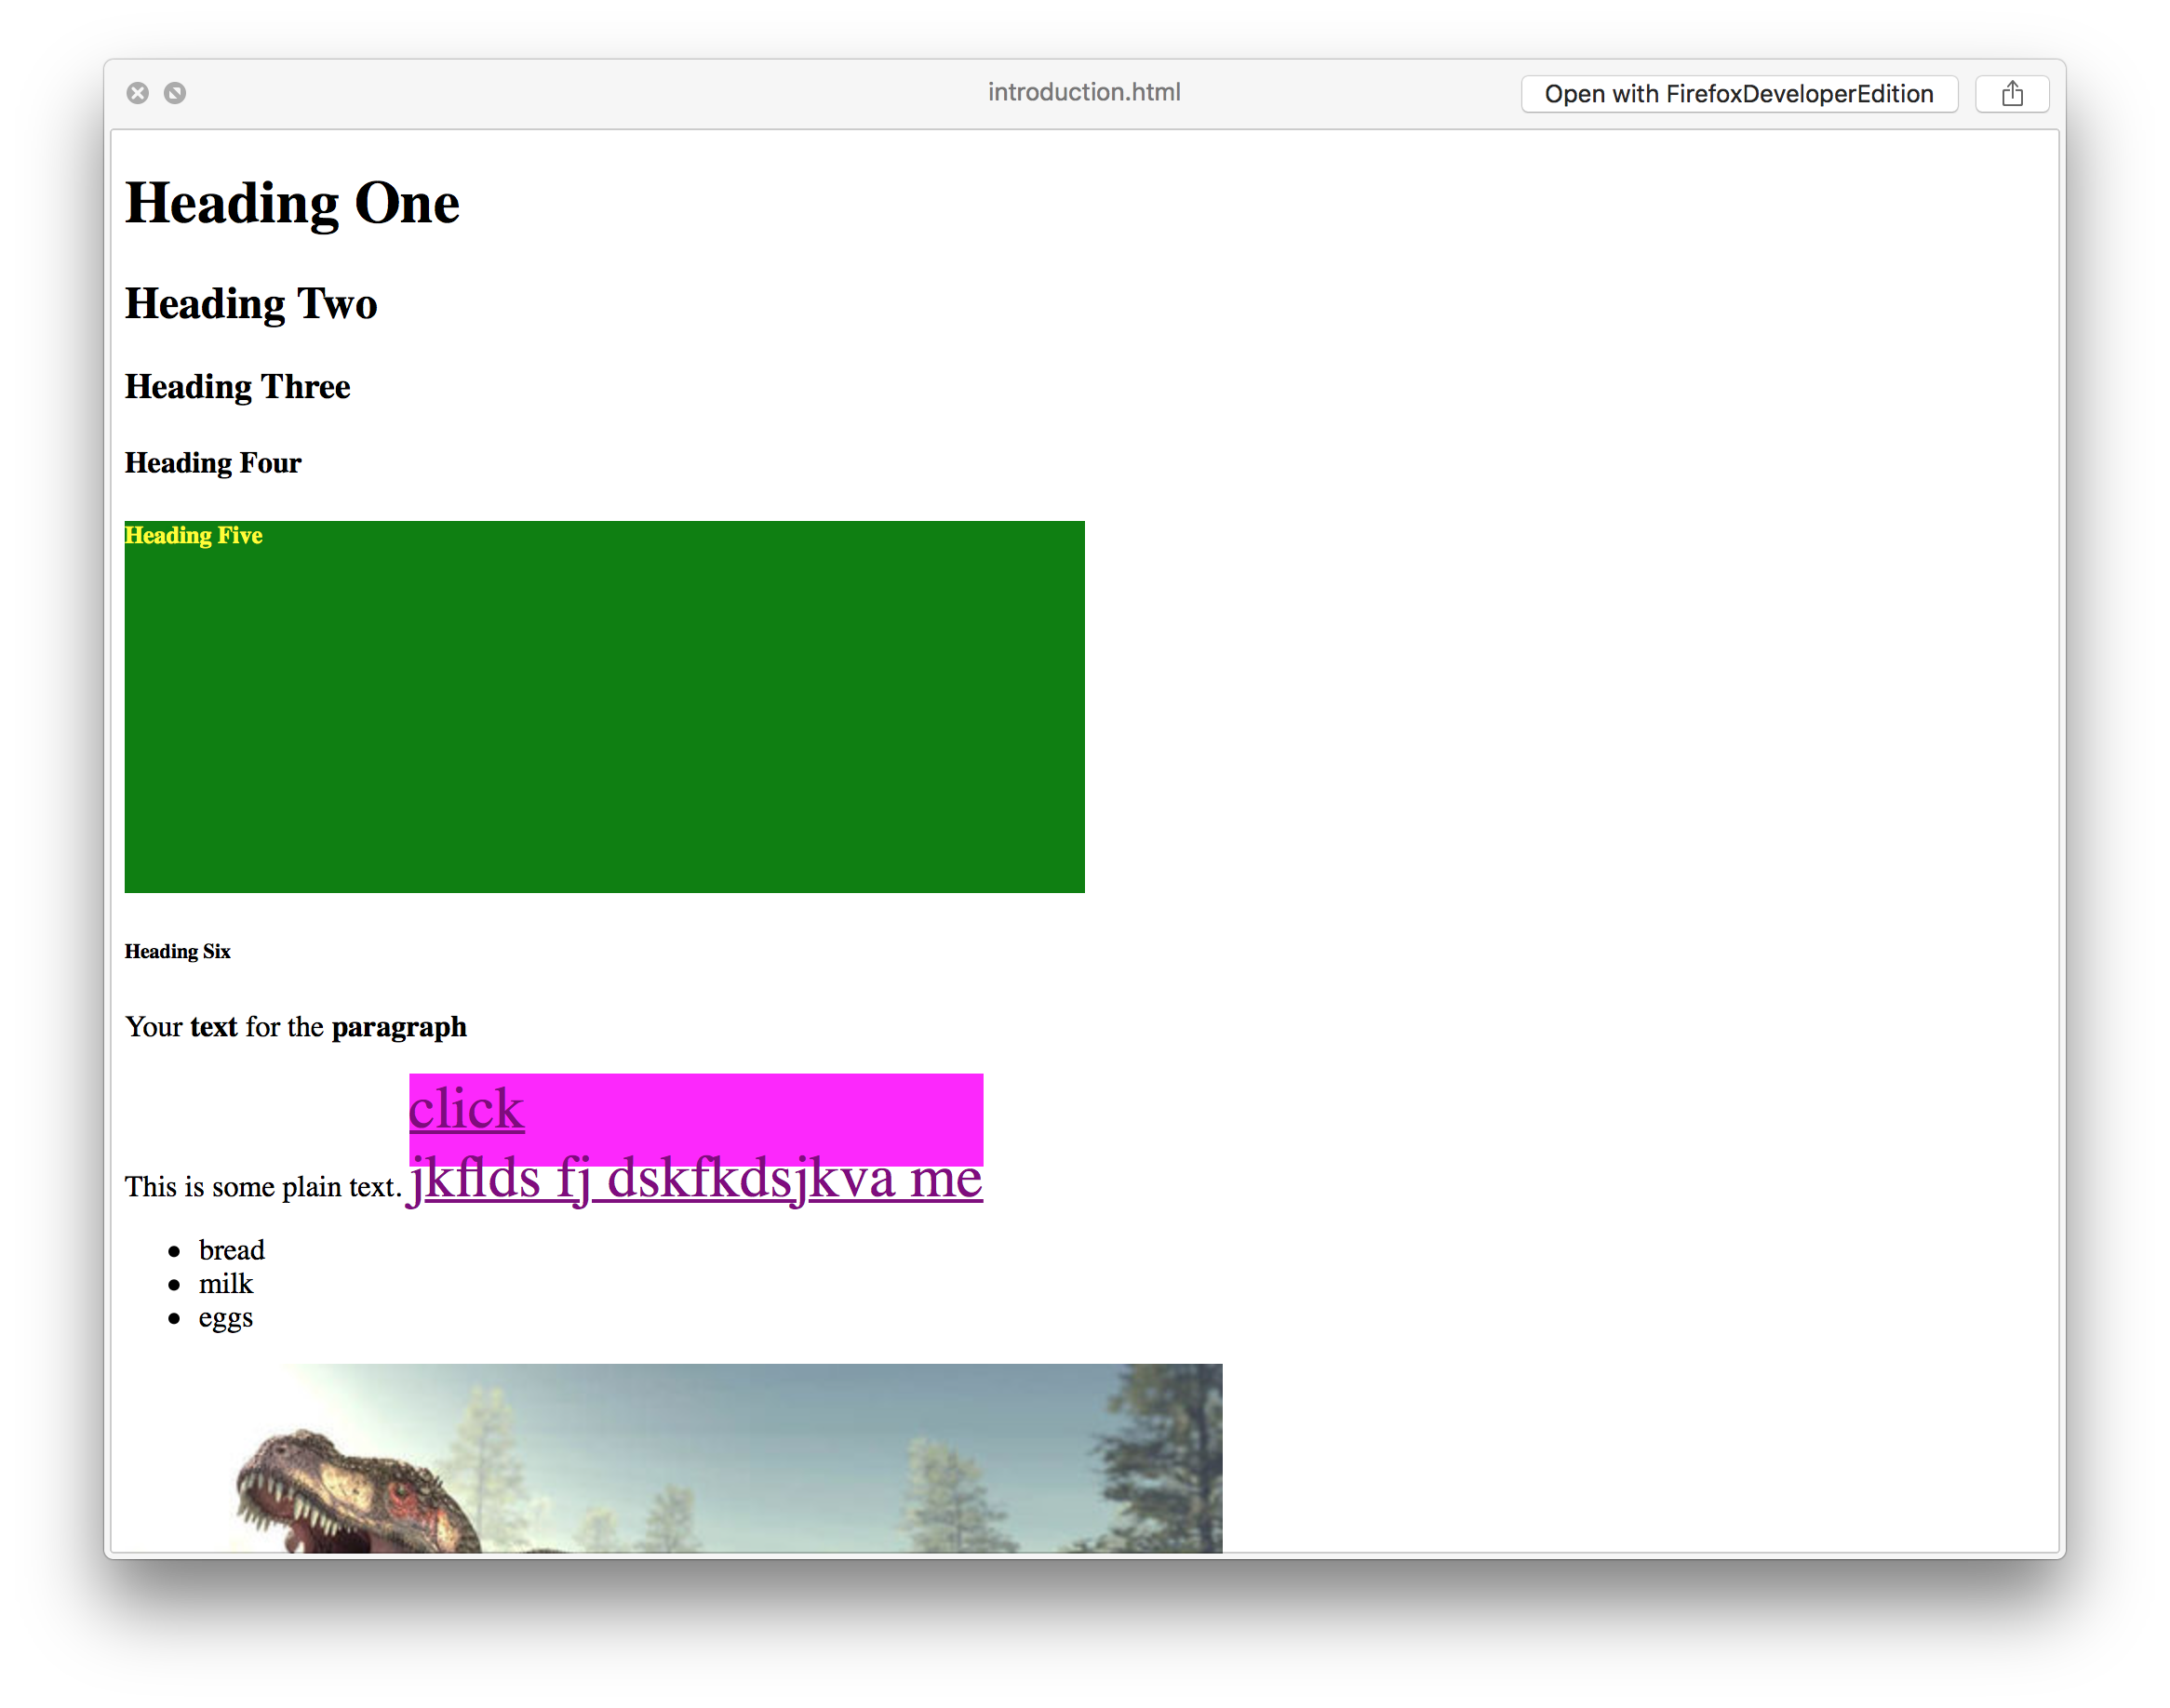 introduction.html
Open with FirefoxDeveloperEdition
Heading One
Heading Two
Heading Three
Heading Four
Heading Five
Heading Six
Your text for the paragraph
click
This is some plain text. jkflds fj dskfkdsjkva me
bread
milk
eggs